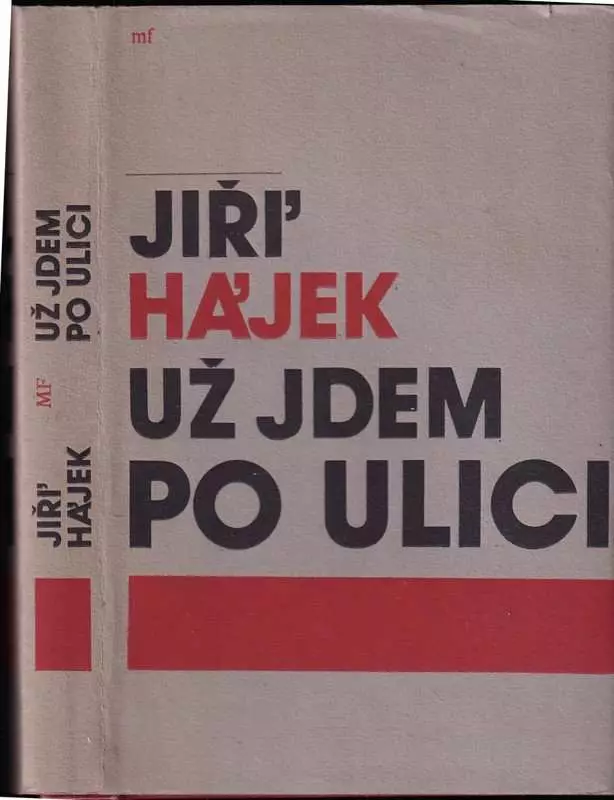 mf
JIŘÍ
HÁJEK
UŽ JDEM
PO ULICI
JIŘÍ
HÁJEK
MF
UŽ JDEM
PO ULICI